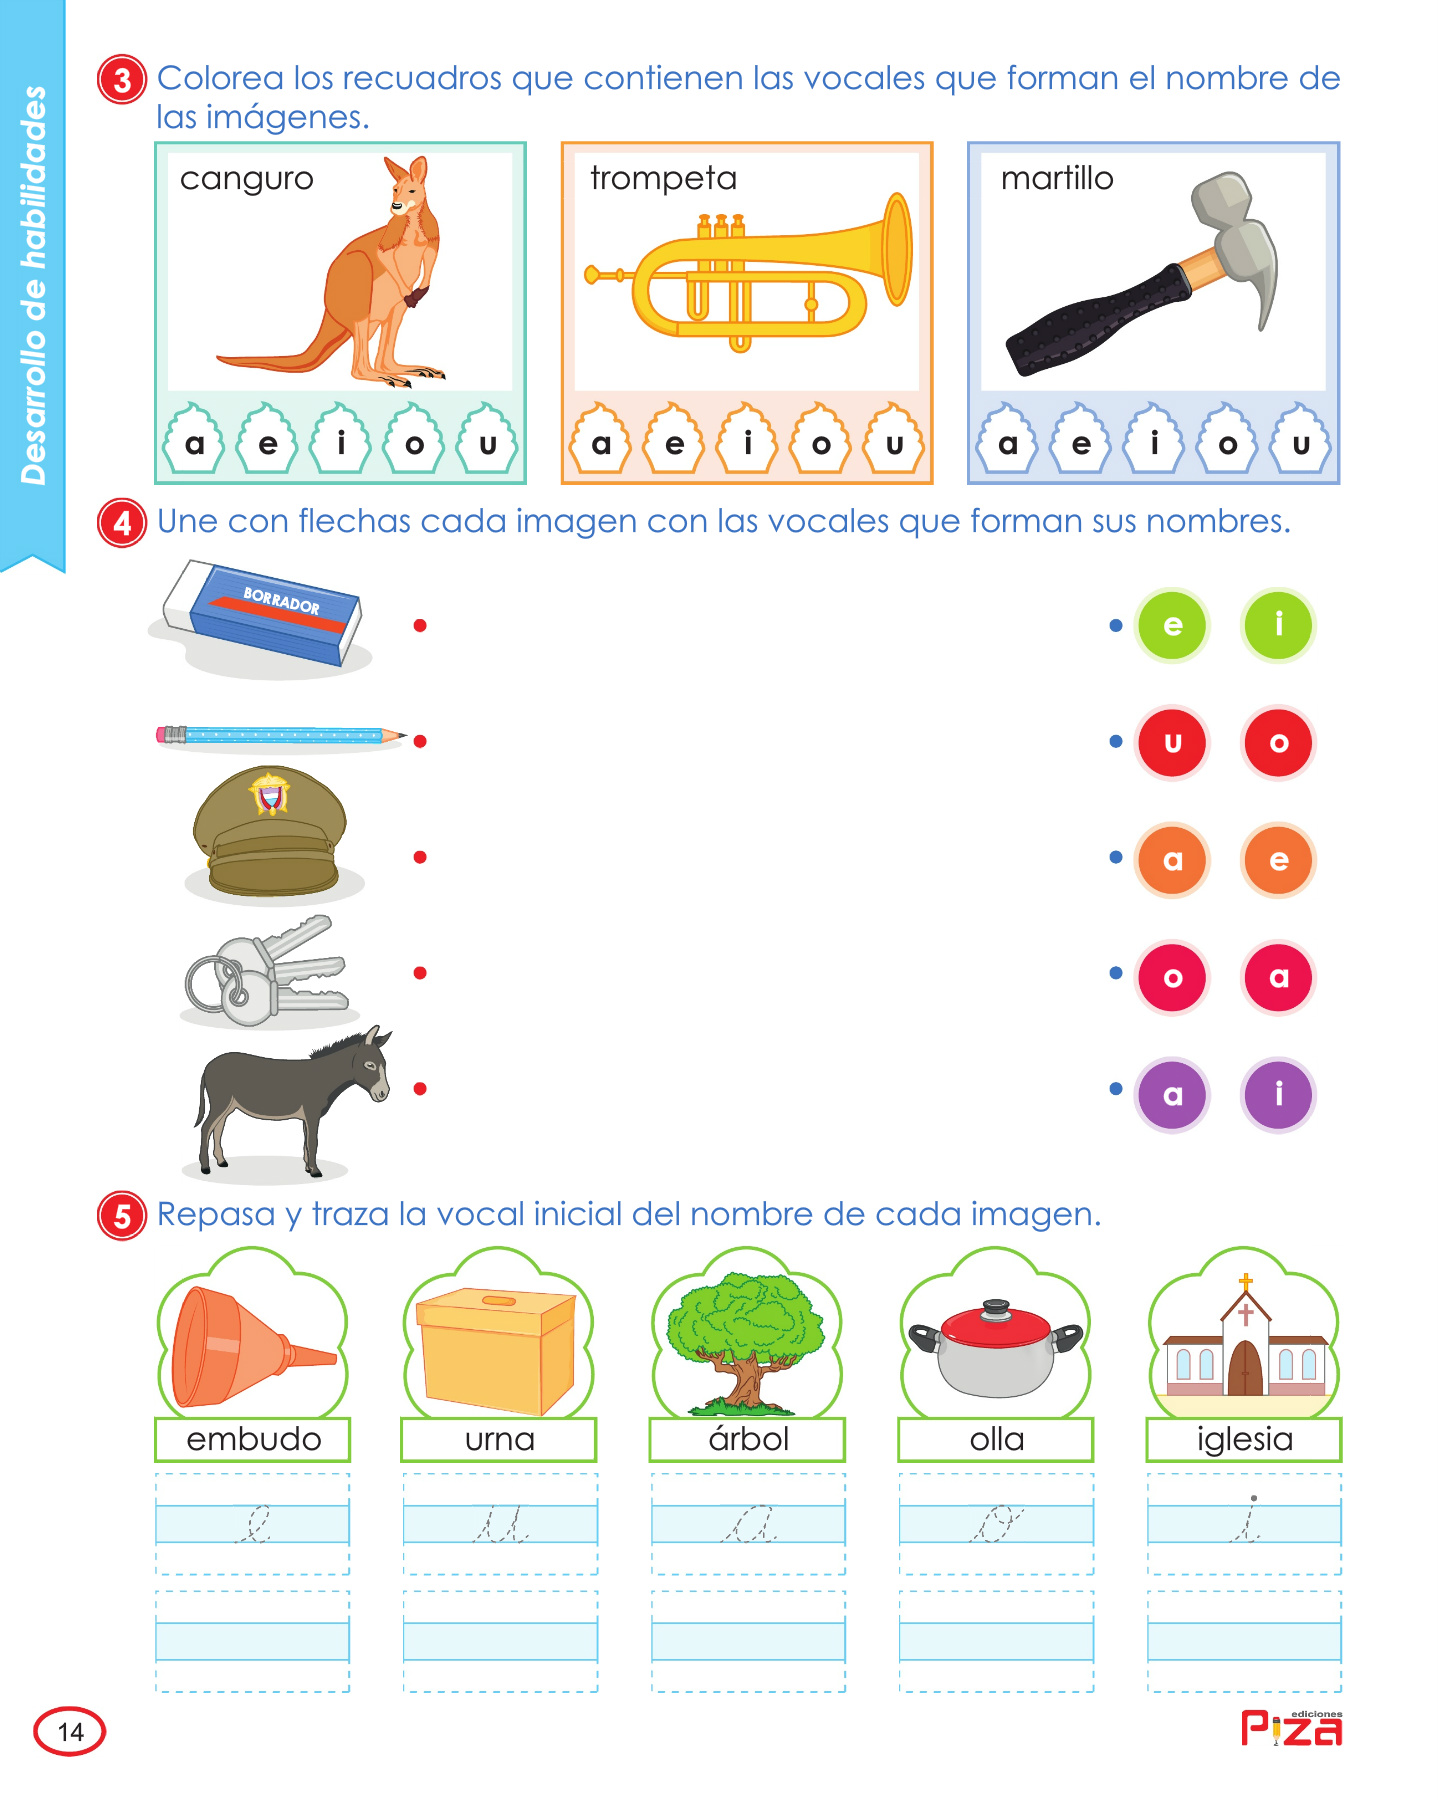 Desarrollo de habilidades
3 Colorea los recuadros que contienen las vocales que forman el nombre de
las imágenes.
canguro
a e i o u
trompeta
a e i o u
martillo
a e i o u
4 Une con flechas cada imagen con las vocales que forman sus nombres.
BORRADOR
e i
u o
a e
o a
a i
5 Repasa y traza la vocal inicial del nombre de cada imagen.
embudo urna árbol olla iglesia
e u a o i
14
ediciones
Piza